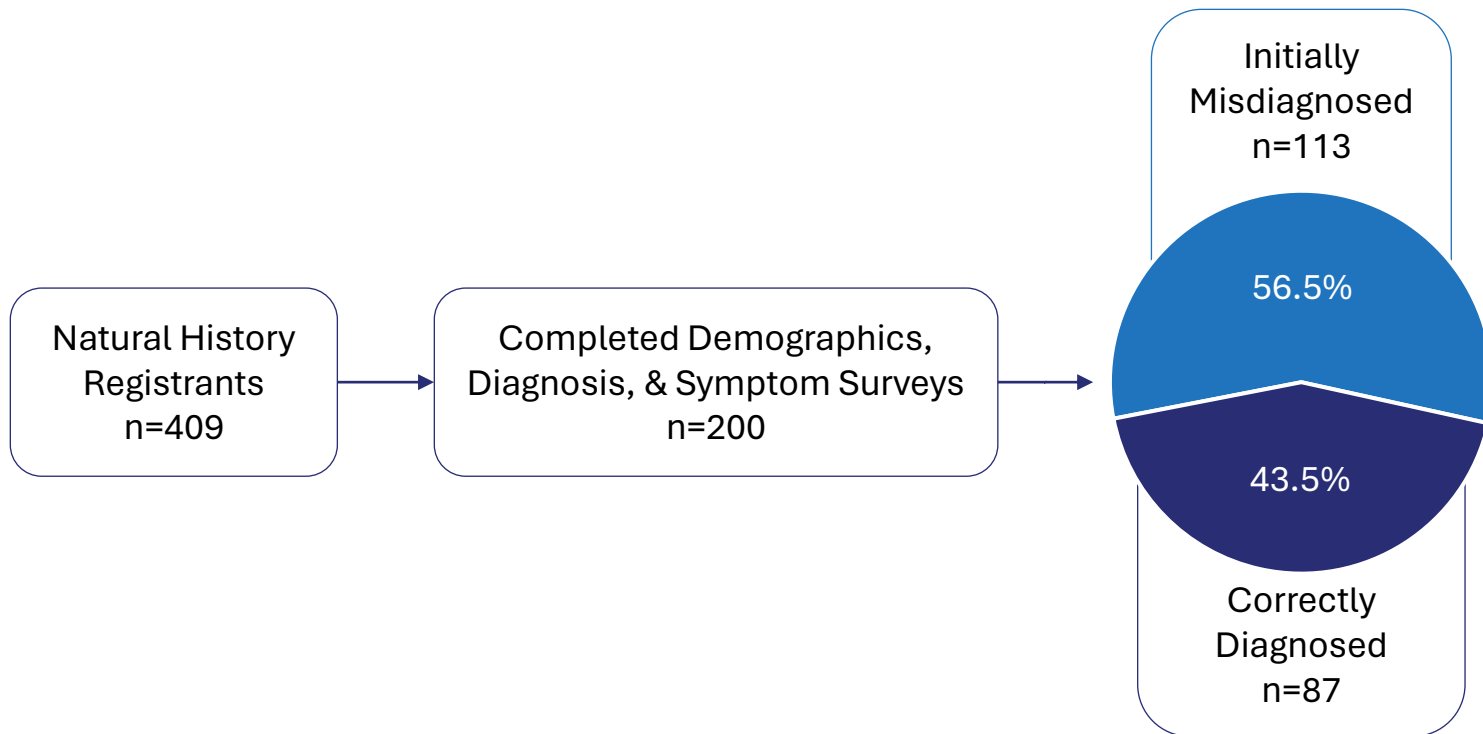 Natural History
Registrants
n=409
Completed Demographics,
Diagnosis, & Symptom Surveys
n=200
Initially
Misdiagnosed
n=113
56.5%
43.5%
Correctly
Diagnosed
n=87